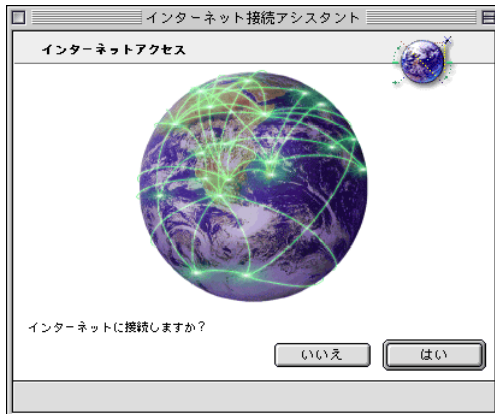 インターネット接続アシスタント
インターネットアクセス
インターネットに接続しますか?
いいえ
はい